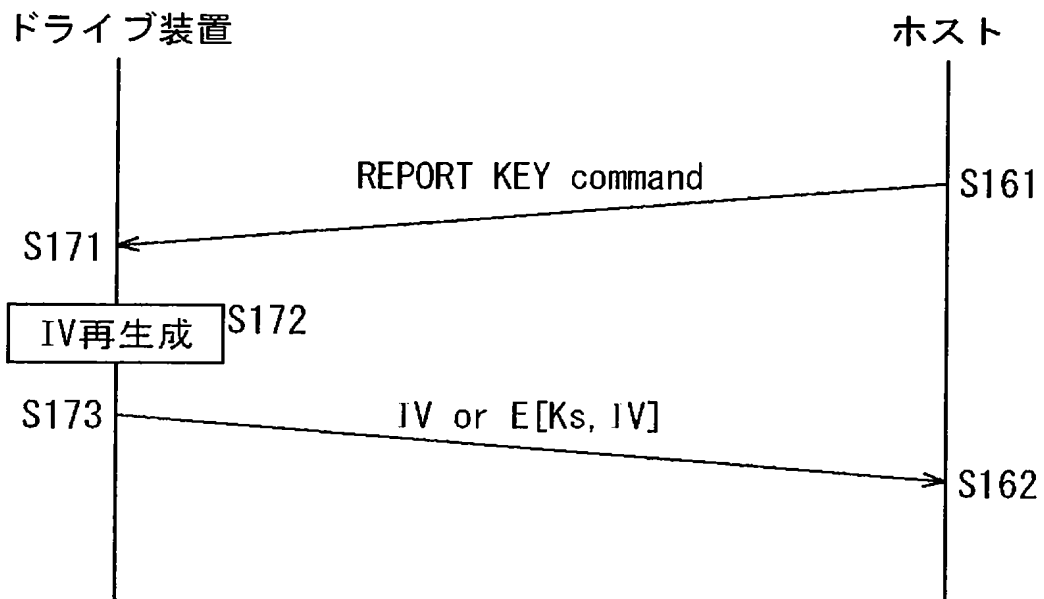 ドライブ装置
ホスト
REPORT KEY command
S161
S171
IV再生成
S172
S173
IV or E[Ks, IV]
S162